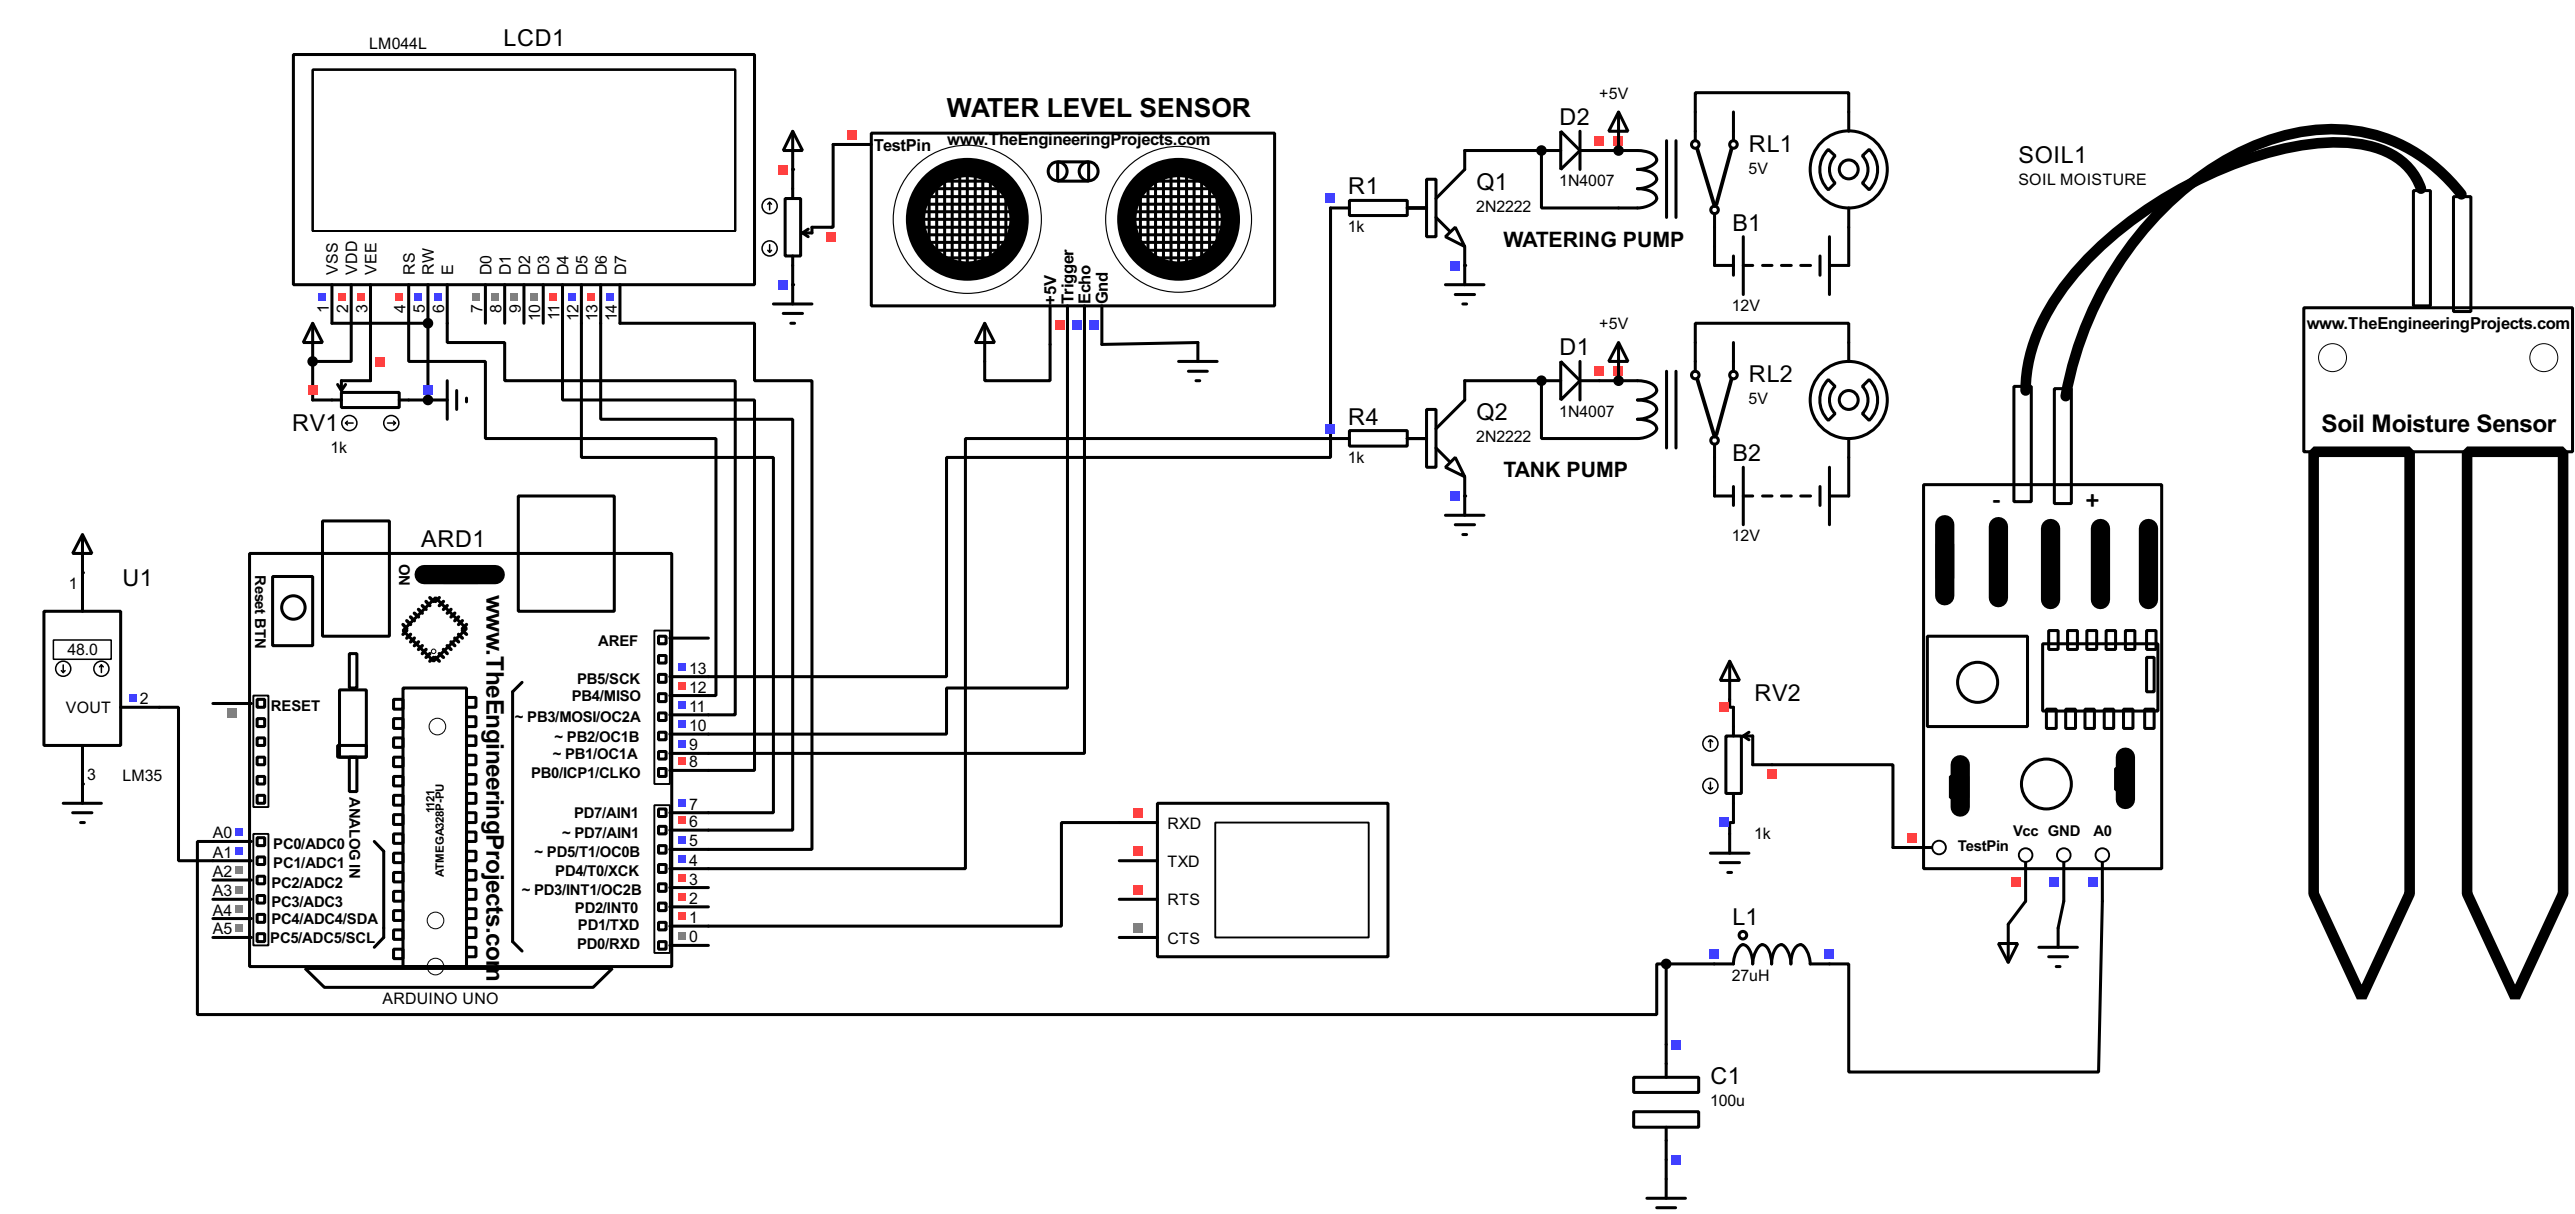 LM044L
LCD1
VSS
VDD
VEE
RS
RW
E
D0
D1
D2
D3
D4
D5
D6
D7
1
2
3
4
5
6
7
8
9
10
11
12
13
14
RV1
1k
WATER LEVEL SENSOR
www.TheEngineeringProjects.com
TestPin
+5V
Trigger
Echo
Gnd
R1
1k
Q1
2N2222
D2
1N4007
+5V
RL1
5V
B1
12V
WATERING PUMP
R4
1k
Q2
2N2222
D1
1N4007
+5V
RL2
5V
B2
12V
TANK PUMP
SOIL1
SOIL MOISTURE
www.TheEngineeringProjects.com
Soil Moisture Sensor
- +
TestPin
Vcc GND A0
U1
1
48.0
VOUT
2
3
LM35
ARD1
Reset BTN
ON
www.TheEngineeringProjects.com
RESET
ANALOG IN
1121
ATMEGA328P-PU
AREF
PB5/SCK 13
PB4/MISO 12
~ PB3/MOSI/OC2A 11
~ PB2/OC1B 10
~ PB1/OC1A 9
PB0/ICP1/CLKO 8
PD7/AIN1 7
~ PD7/AIN1 6
~ PD5/T1/OC0B 5
PD4/T0/XCK 4
~ PD3/INT1/OC2B 3
PD2/INT0 2
PD1/TXD 1
PD0/RXD 0
A0 PC0/ADC0
A1 PC1/ADC1
A2 PC2/ADC2
A3 PC3/ADC3
A4 PC4/ADC4/SDA
A5 PC5/ADC5/SCL
ARDUINO UNO
RXD
TXD
RTS
CTS
RV2
1k
L1
27uH
C1
100u